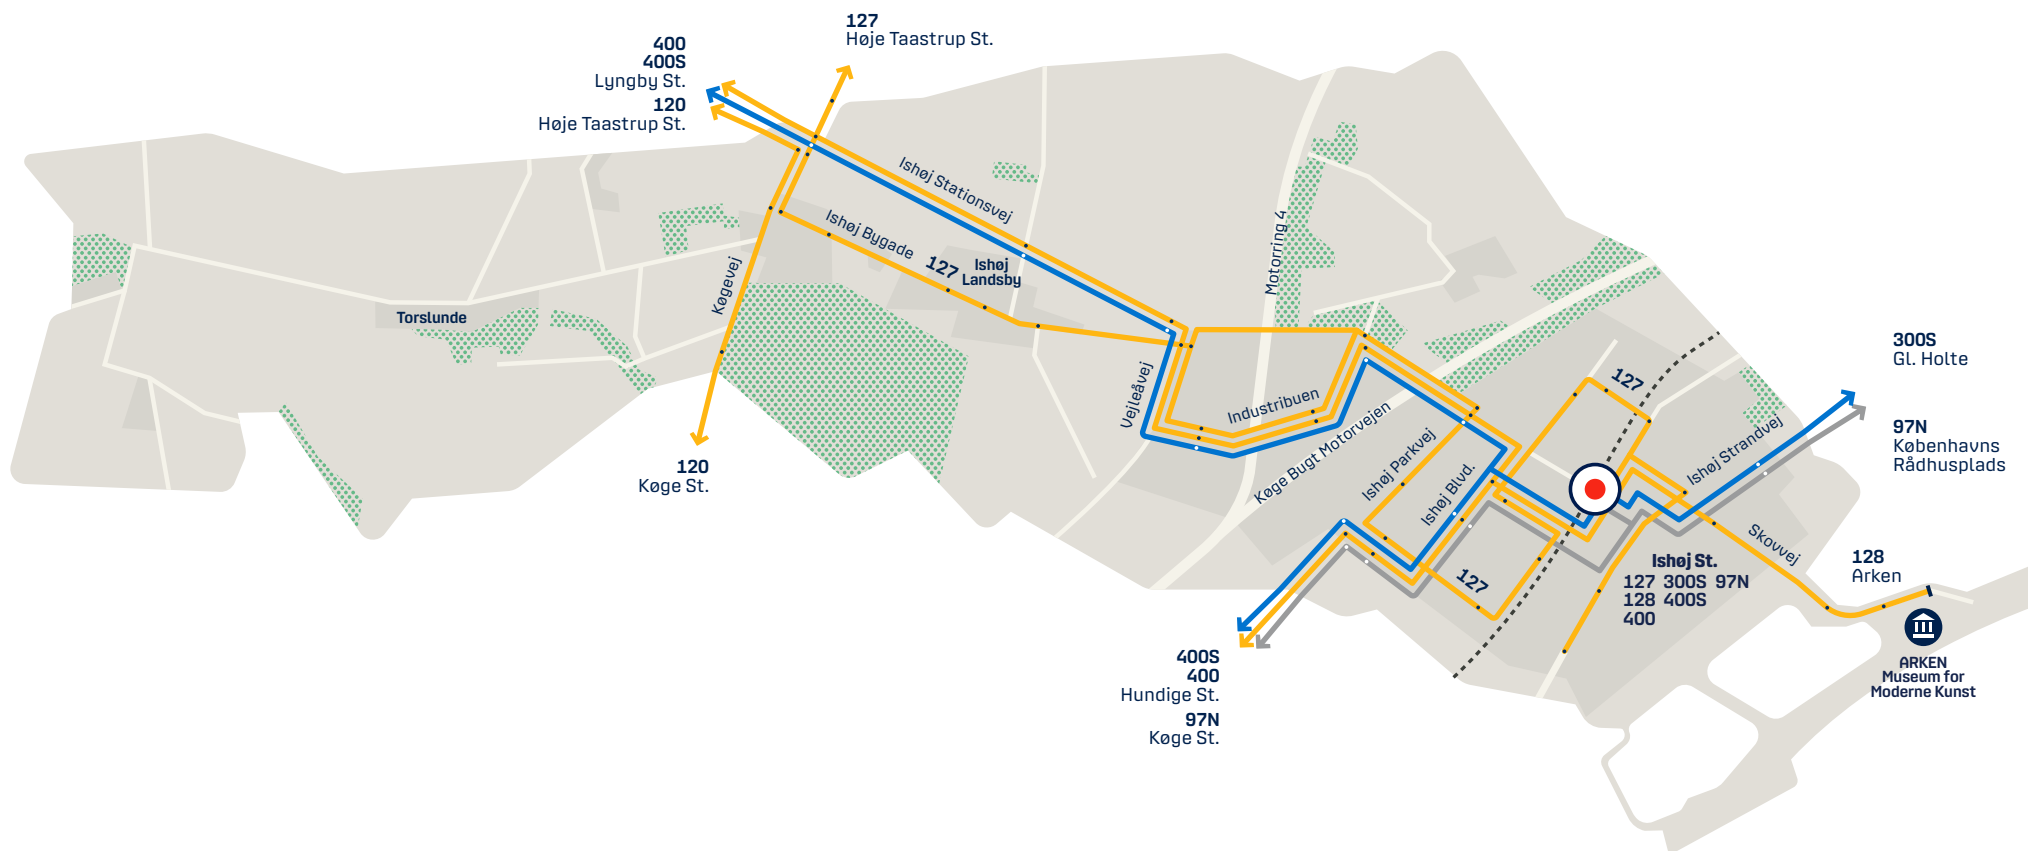 127
Høje Taastrup St.
400
400S
Lyngby St.
120
Høje Taastrup St.
Ishøj Stationsvej
Ishøj Bygade
127
Ishøj
Landsby
Køgevej
Torslunde
Motorring 4
Vejleåvej
Industribuen
Køge Bugt Motorvejen
Ishøj Parkvej
Ishøj Blvd.
127
127
Ishøj Strandvej
Skovvej
300S
Gl. Holte
97N
Københavns
Rådhusplads
120
Køge St.
Ishøj St.
127 300S 97N
128 400S
400
128
Arken
ARKEN
Museum for
Moderne Kunst
400S
400
Hundige St.
97N
Køge St.